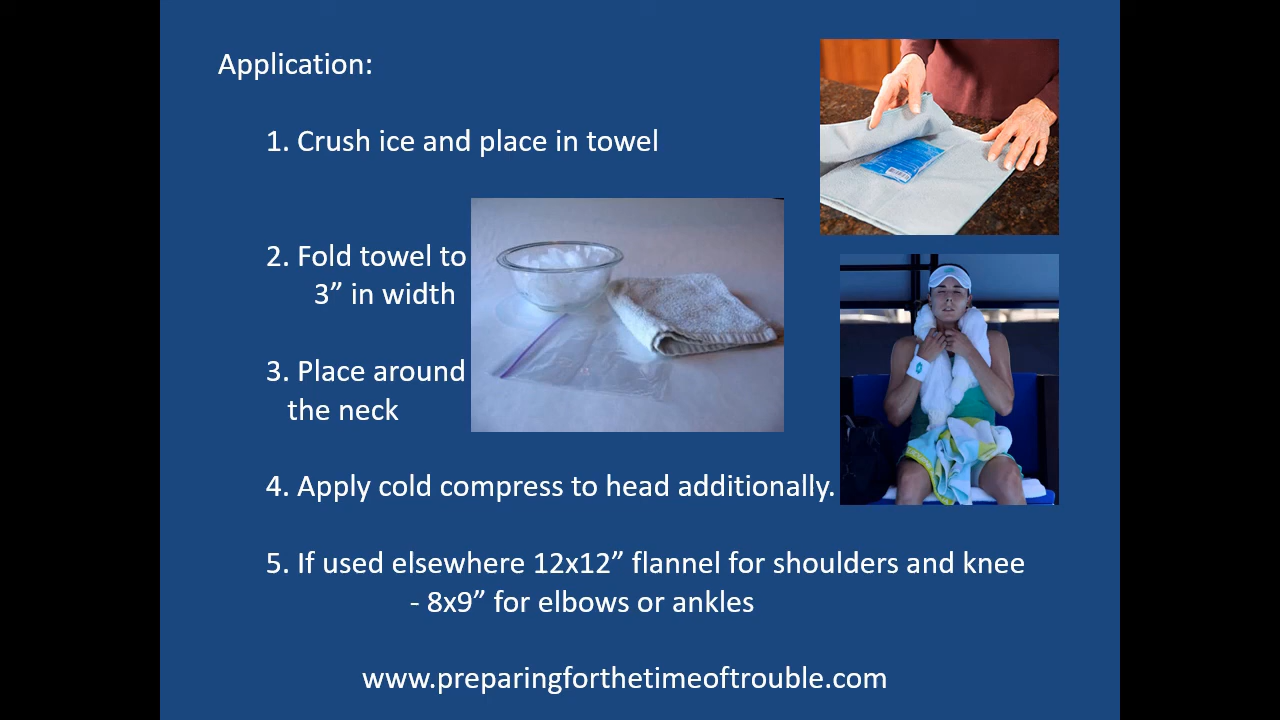 Application:
1. Crush ice and place in towel
2. Fold towel to
3” in width
3. Place around
the neck
4. Apply cold compress to head additionally.
5. If used elsewhere 12x12” flannel for shoulders and knee
- 8x9” for elbows or ankles
www.preparingforthetimeoftrouble.com